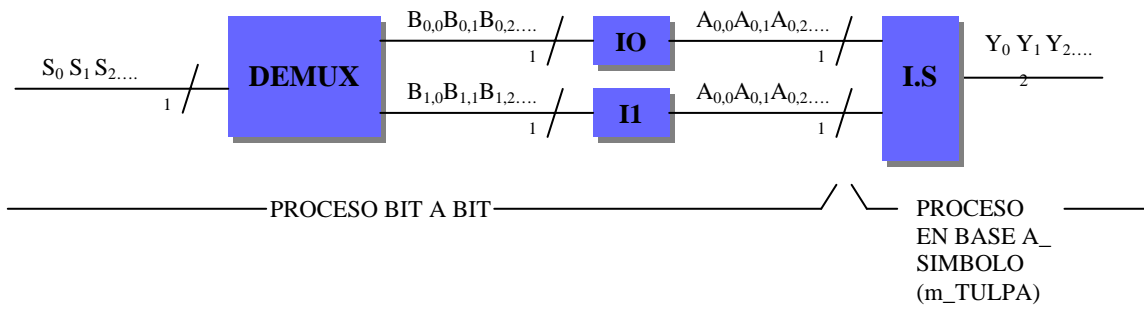 B0,0B0,1B0,2....
1
IO
A0,0A0,1A0,2....
1
Y0 Y1 Y2....
2
S0 S1 S2....
1
DEMUX
I.S
B1,0B1,1B1,2....
1
I1
A0,0A0,1A0,2....
1
PROCESO BIT A BIT
PROCESO
EN BASE A_
SIMBOLO
(m_TULPA)